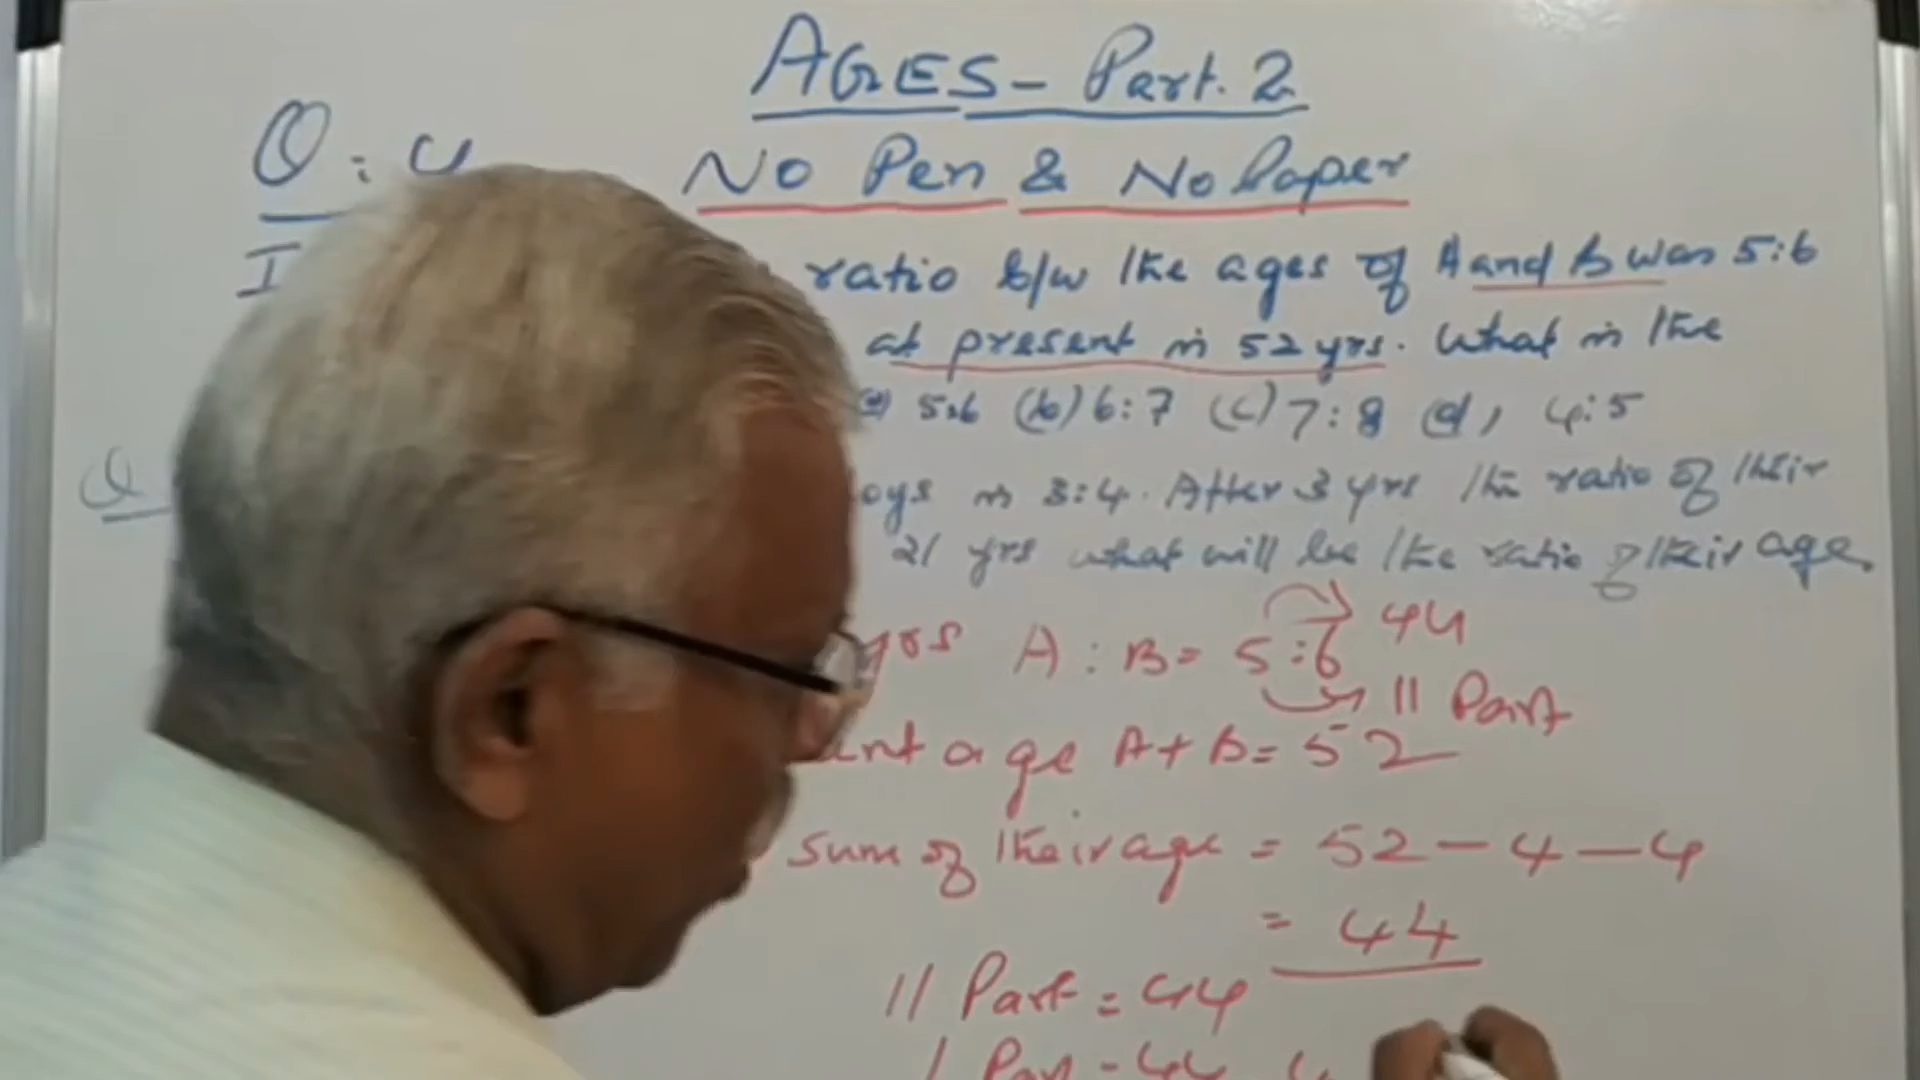 AGES - Part. 2
Q: 4
No Pen & No Paper
I ratio b/w the ages of A and B was 5:6
at present is 52 yrs. What is the
(a) 5:6 (b) 6:7 (c) 7:8 (d), 4:5
Q oys is 3:4. After 3 yrs the ratio of their
21 yrs what will be the ratio of their age.
yrs A : B = 5:6 44
11 Part
ent age A + B = 52
sum of their age = 52 - 4 - 4
= 44
11 Part = 44
1 Part = 44